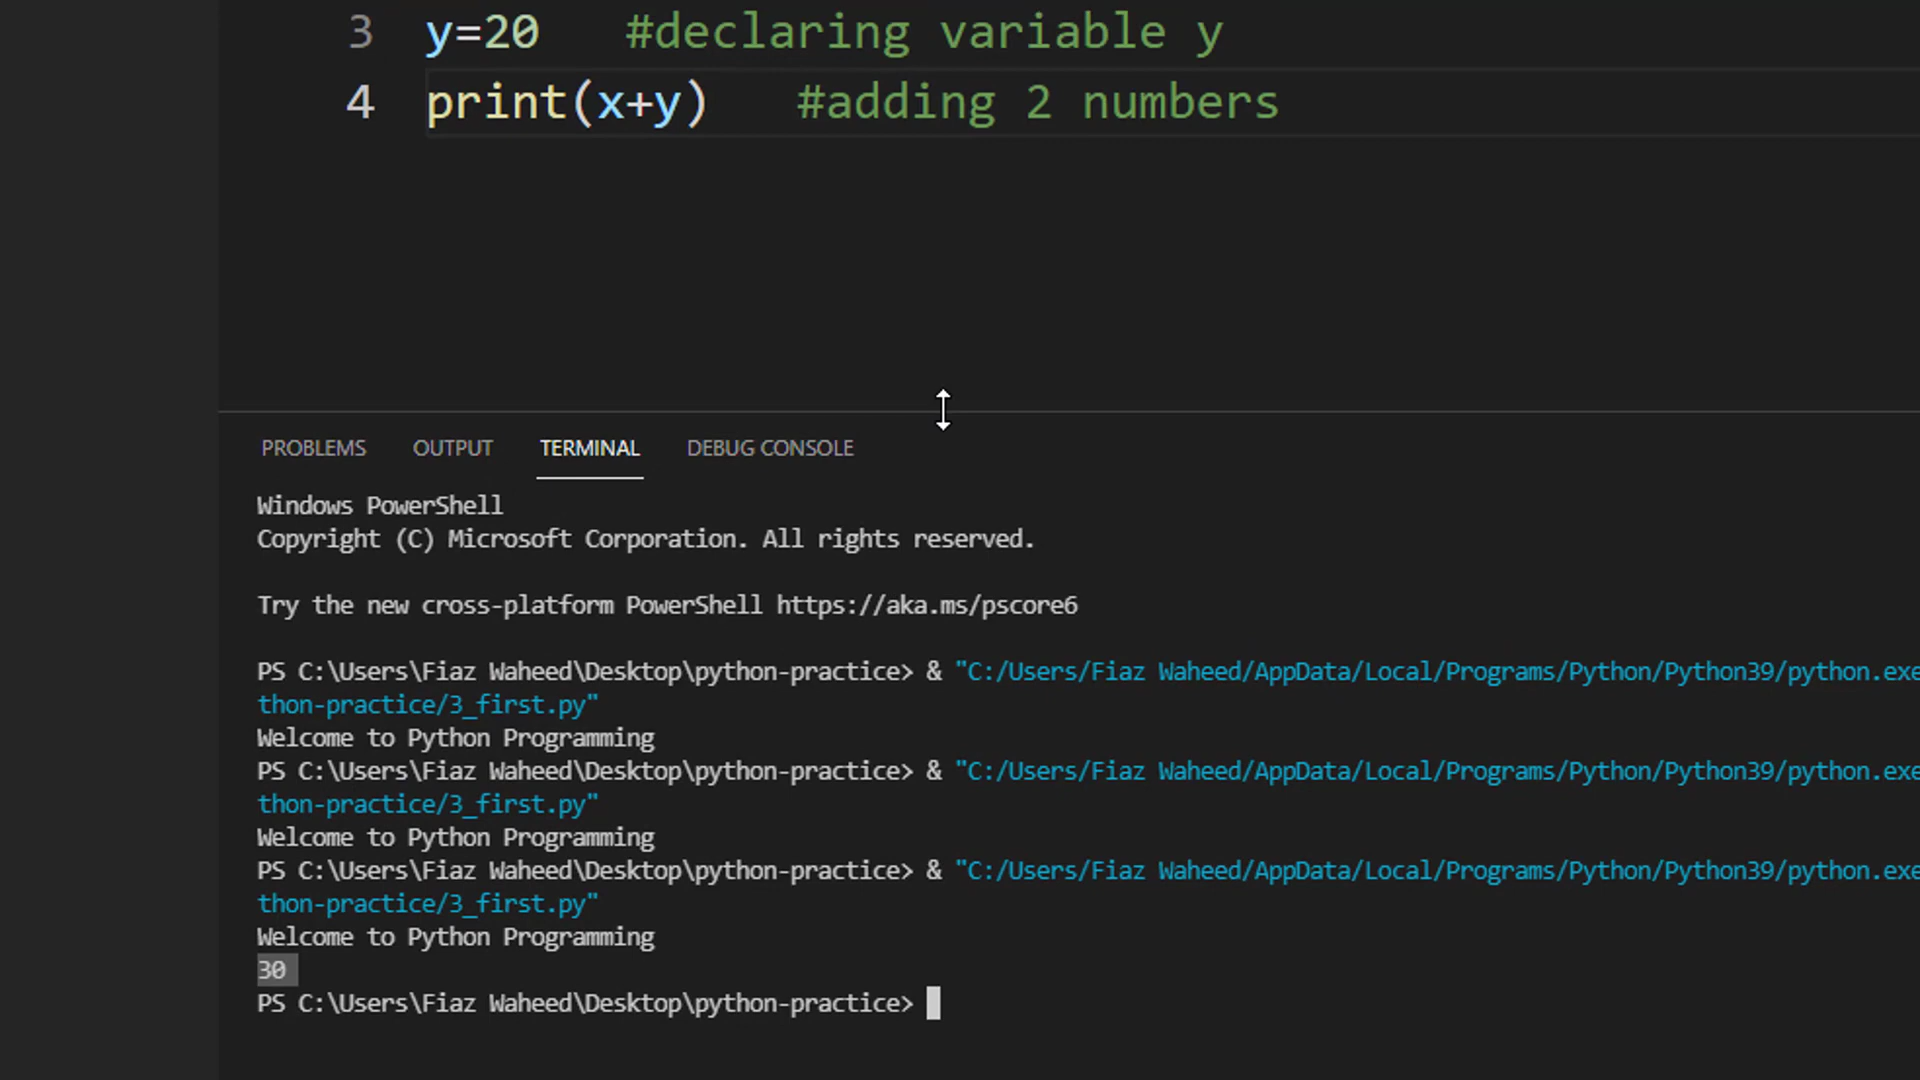 3 y=20 #declaring variable y
4 print(x+y) #adding 2 numbers
PROBLEMS OUTPUT TERMINAL DEBUG CONSOLE
Windows PowerShell
Copyright (C) Microsoft Corporation. All rights reserved.
Try the new cross-platform PowerShell https://aka.ms/pscore6
PS C:\Users\Fiaz Waheed\Desktop\python-practice> & "C:/Users/Fiaz Waheed/AppData/Local/Programs/Python/Python39/python.exe
thon-practice/3_first.py"
Welcome to Python Programming
PS C:\Users\Fiaz Waheed\Desktop\python-practice> & "C:/Users/Fiaz Waheed/AppData/Local/Programs/Python/Python39/python.exe
thon-practice/3_first.py"
Welcome to Python Programming
PS C:\Users\Fiaz Waheed\Desktop\python-practice> & "C:/Users/Fiaz Waheed/AppData/Local/Programs/Python/Python39/python.exe
thon-practice/3_first.py"
Welcome to Python Programming
30
PS C:\Users\Fiaz Waheed\Desktop\python-practice>